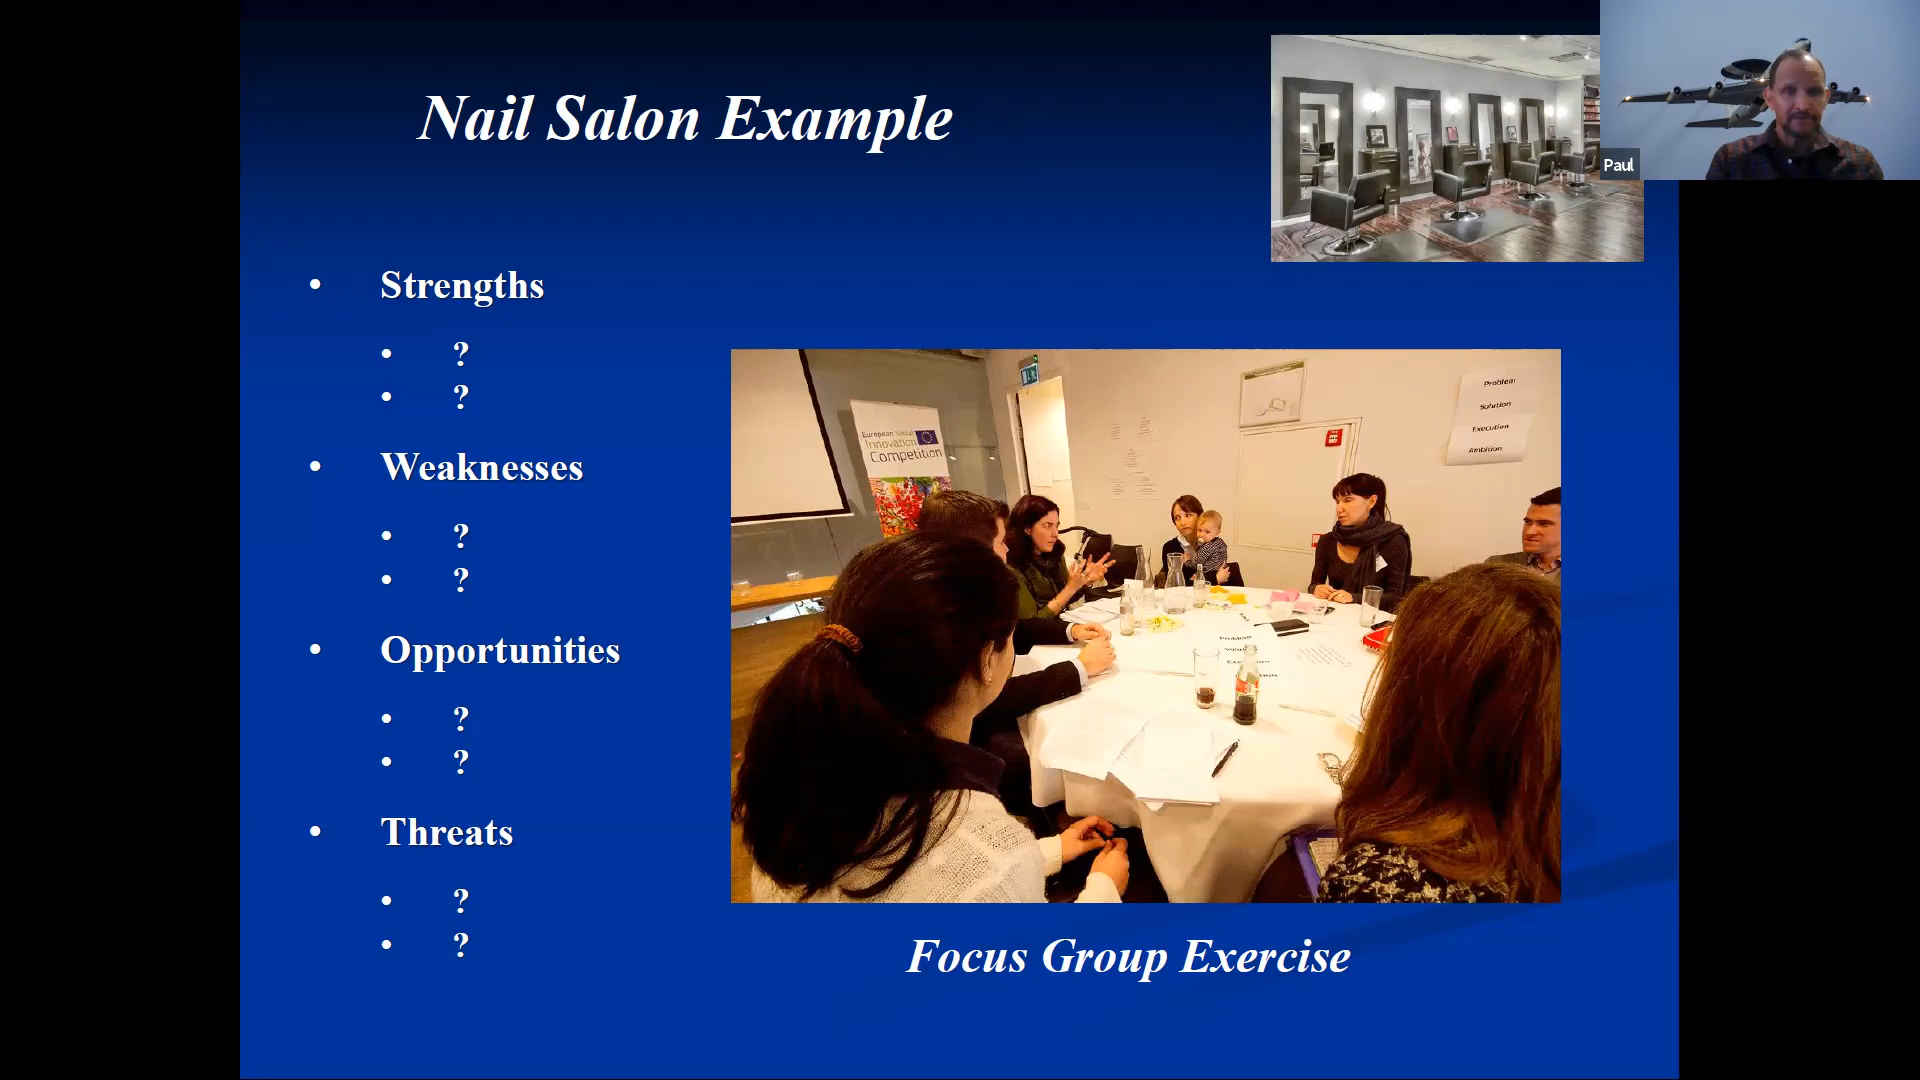 Nail Salon Example
Paul
• Strengths
• ?
• ?
• Weaknesses
• ?
• ?
• Opportunities
• ?
• ?
• Threats
• ?
• ?
European Social
Innovation
Competition
Problem
Solution
Execution
Ambition
Problem
Focus Group Exercise